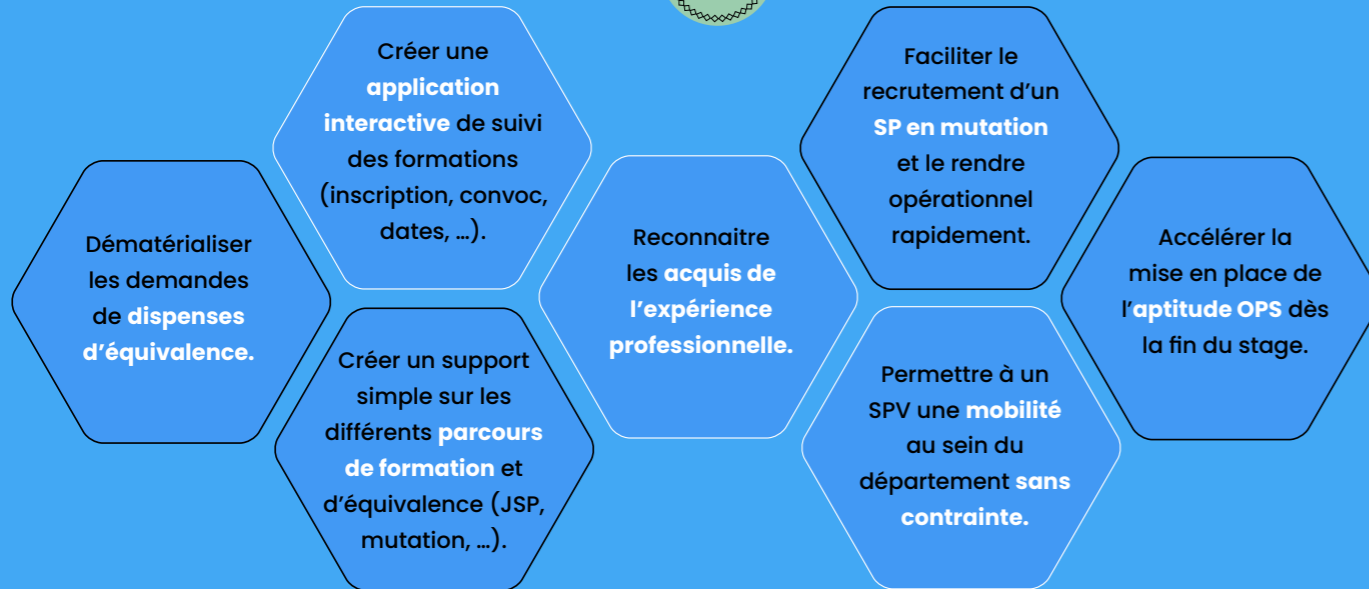 Dématérialiser
les demandes
de dispenses
d'équivalence.
Créer une
application
interactive de suivi
des formations
(inscription, convoc,
dates, ...).
Créer un support
simple sur les
différents parcours
de formation et
d'équivalence (JSP,
mutation, ...).
Reconnaitre
les acquis de
l'expérience
professionnelle.
Faciliter le
recrutement d'un
SP en mutation
et le rendre
opérationnel
rapidement.
Permettre à un
SPV une mobilité
au sein du
département sans
contrainte.
Accélérer la
mise en place de
l'aptitude OPS dès
la fin du stage.